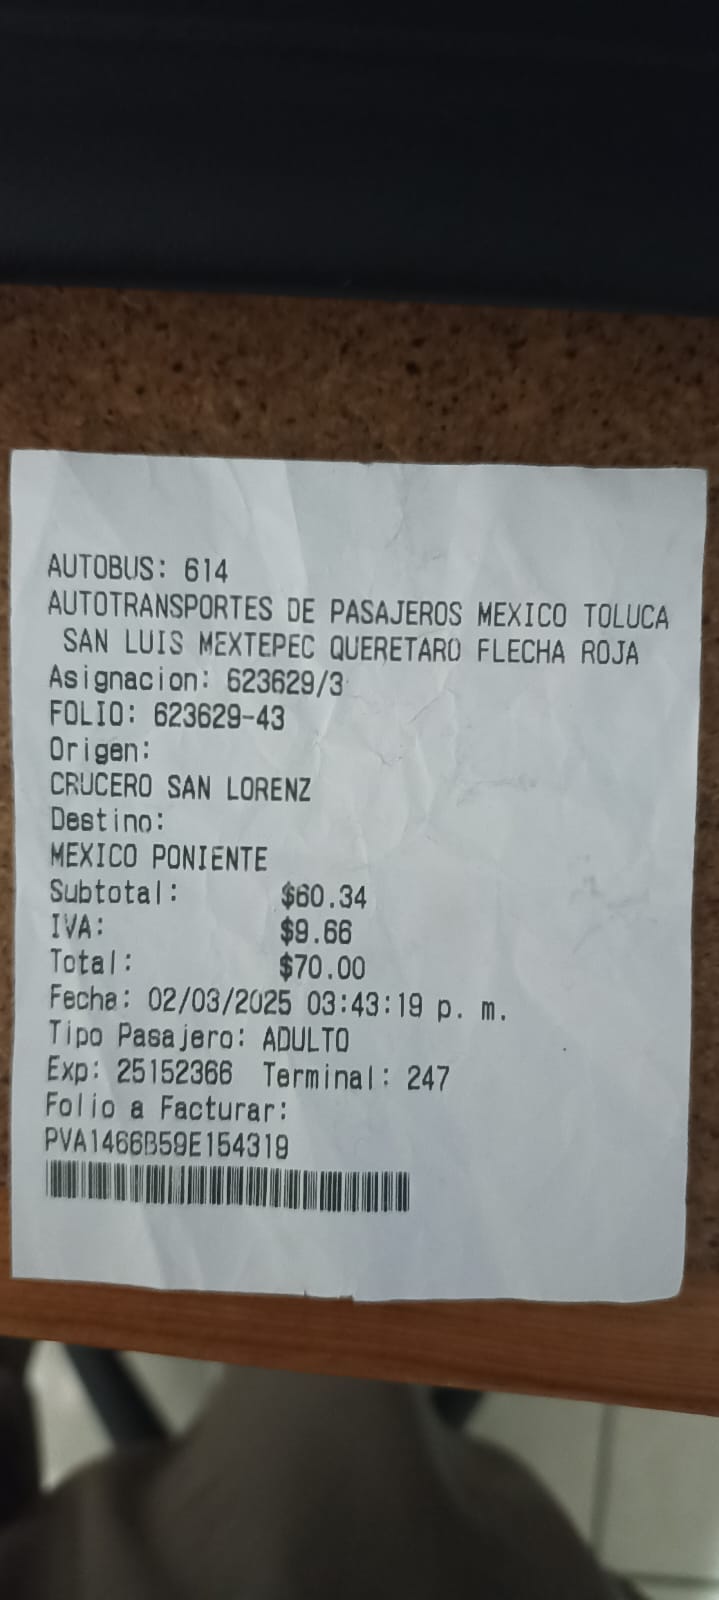 AUTOBUS: 614
AUTOTRANSPORTES DE PASAJEROS MEXICO TOLUCA
SAN LUIS MEXTEPEC QUERETARO FLECHA ROJA
Asignacion: 623629/3
FOLIO: 623629-43
Origen:
CRUCERO SAN LORENZ
Destino:
MEXICO PONIENTE
Subtotal: $60.34
IVA: $9.66
Total: $70.00
Fecha: 02/03/2025 03:43:19 p. m.
Tipo Pasajero: ADULTO
Exp: 25152366 Terminal: 247
Folio a Facturar:
PVA1466B59E154319